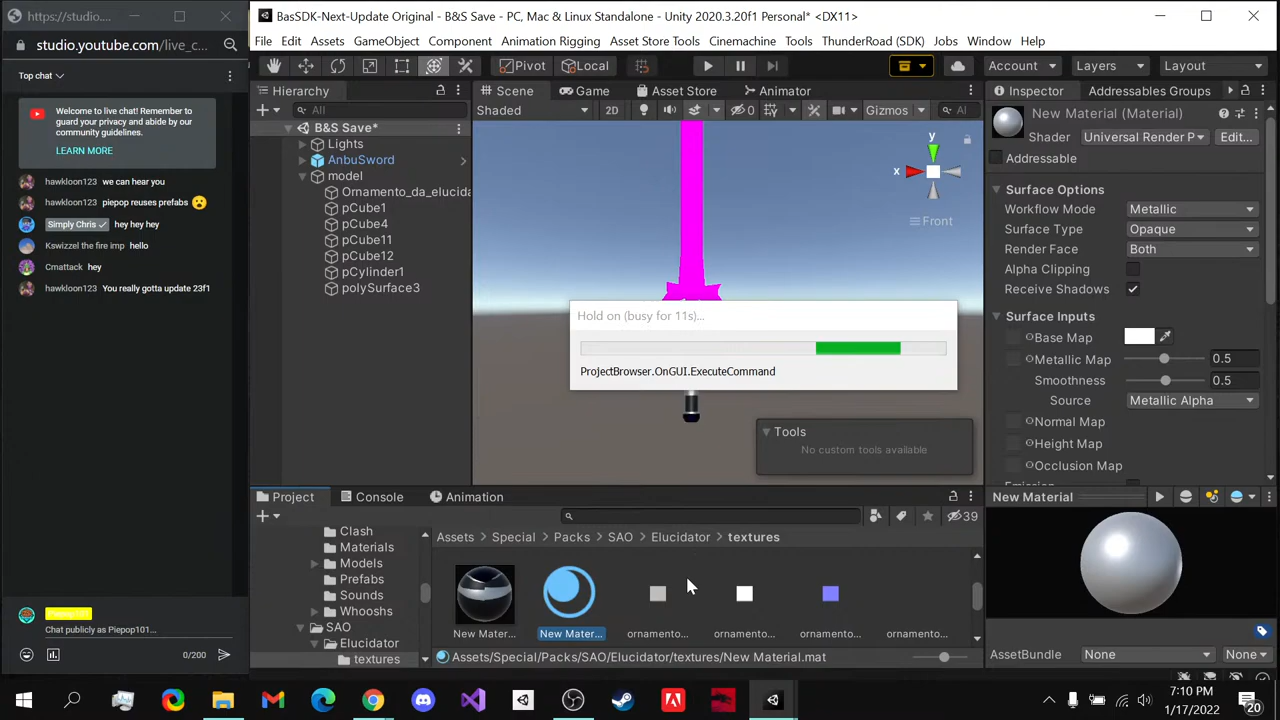 https://studio....
studio.youtube.com/live_c...
Top chat
Welcome to live chat! Remember to
guard your privacy and abide by our
community guidelines.
LEARN MORE
hawkloon123 we can hear you
hawkloon123 piepop reuses prefabs
Simply Chris hey hey hey
Kswizzel the fire imp hello
Cmattack hey
hawkloon123 You really gotta update 23f1
Chat publicly as Piepop101...
0/200
BasSDK-Next-Update Original - B&S Save - PC, Mac & Linux Standalone - Unity 2020.3.20f1 Personal* <DX11>
File Edit Assets GameObject Component Animation Rigging Asset Store Tools Cinemachine Tools ThunderRoad (SDK) Jobs Window Help
Pivot Local Account Layers Layout
Hierarchy
All
B&S Save*
Lights
AnbuSword
model
Ornamento_da_elucida
pCube1
pCube4
pCube11
pCube12
pCylinder1
polySurface3
Scene Game Asset Store Animator
Shaded 2D 0 Gizmos Al
y
x
Front
Hold on (busy for 11s)...
ProjectBrowser.OnGUI.ExecuteCommand
Tools
No custom tools available
Inspector Addressables Groups
New Material (Material)
Shader Universal Render P Edit...
Addressable
Surface Options
Workflow Mode Metallic
Surface Type Opaque
Render Face Both
Alpha Clipping
Receive Shadows
Surface Inputs
Base Map
Metallic Map 0.5
Smoothness 0.5
Source Metallic Alpha
Normal Map
Height Map
Occlusion Map
Project Console Animation
39
Clash
Materials
Models
Prefabs
Sounds
Whooshs
SAO
Elucidator
textures
Assets > Special > Packs > SAO > Elucidator > textures
New Mater... New Mater... ornamento... ornamento... ornamento... ornamento...
Assets/Special/Packs/SAO/Elucidator/textures/New Material.mat
New Material
AssetBundle None None
7:10 PM
1/17/2022
20